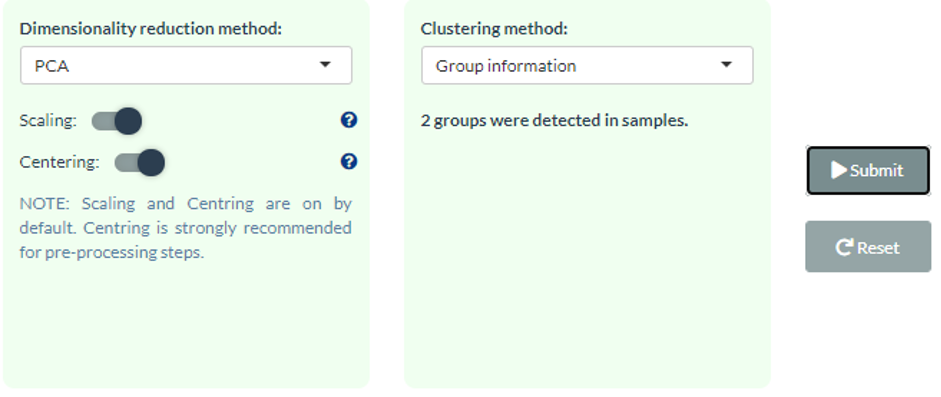 Dimensionality reduction method:
PCA
Scaling:
Centering:
NOTE: Scaling and Centring are on by
default. Centring is strongly recommended
for pre-processing steps.
Clustering method:
Group information
2 groups were detected in samples.
Submit
Reset